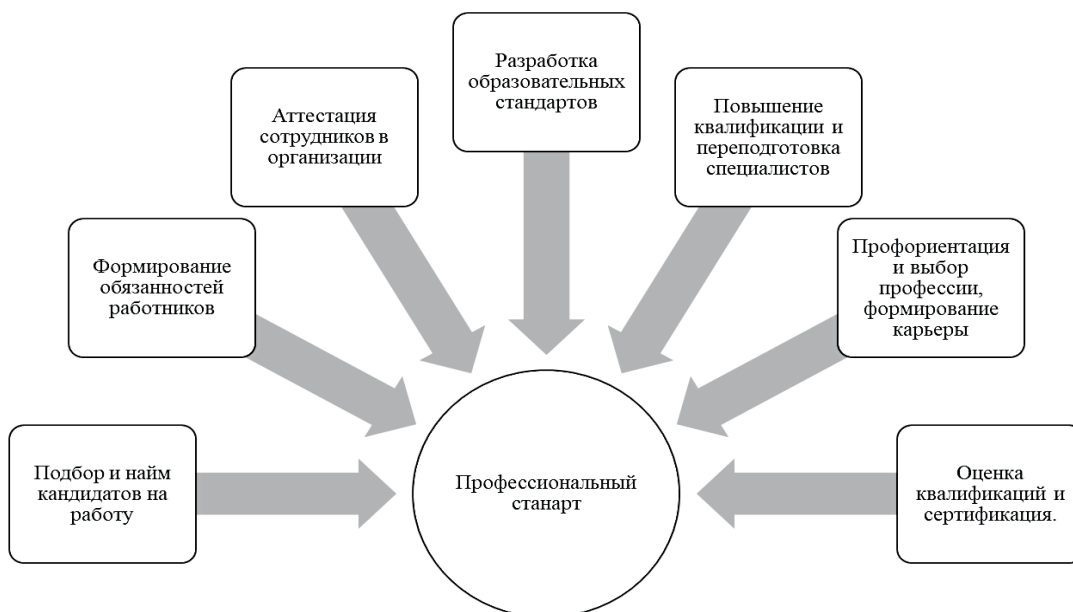 Разработка
образовательных
стандартов
Аттестация
сотрудников в
организации
Повышение
квалификации и
переподготовка
специалистов
Формирование
обязанностей
работников
Профориентация
и выбор
профессии,
формирование
карьеры
Подбор и найм
кандидатов на
работу
Профессиональный
станарт
Оценка
квалификаций и
сертификация.